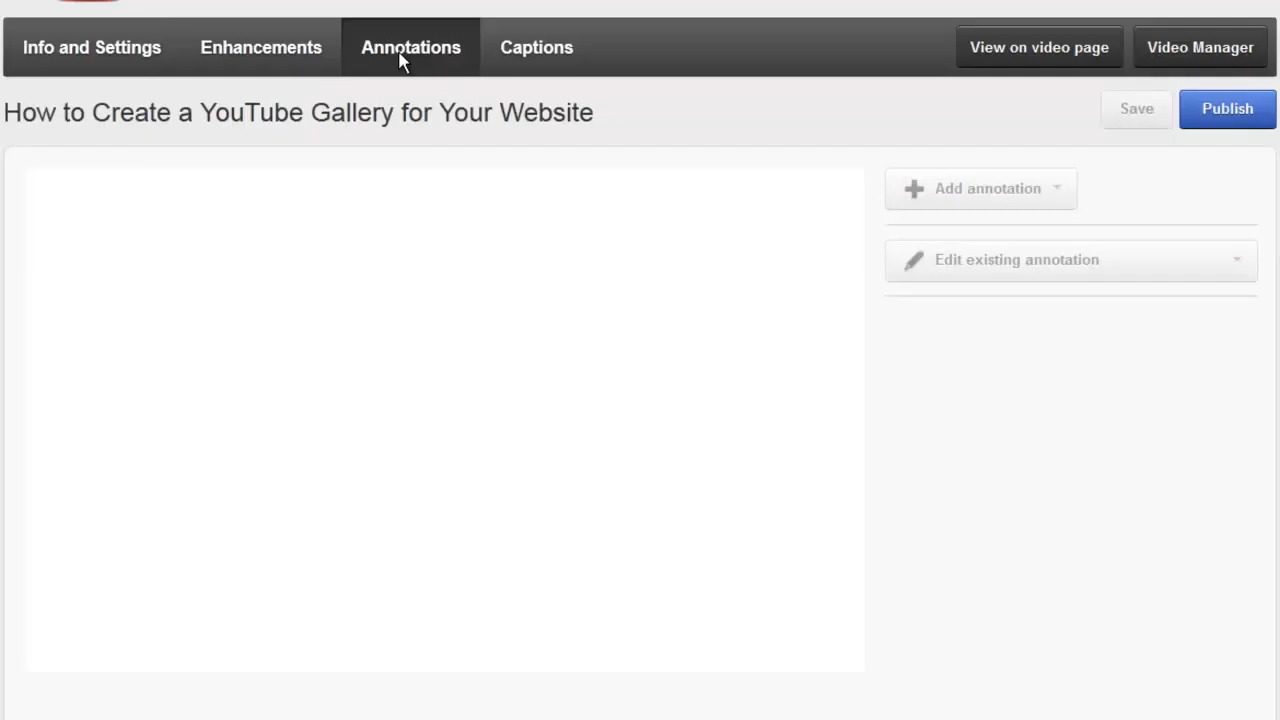 Info and Settings
Enhancements
Annotations
Captions
View on video page
Video Manager
How to Create a YouTube Gallery for Your Website
Save
Publish
Add annotation
Edit existing annotation